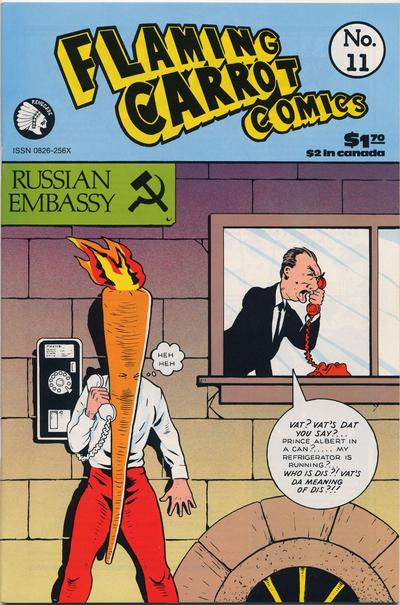 FLAMING
CARROT
COMICS
No.
11
RENEGADE
ISSN 0826-256X
$1.70
$2 in canada
RUSSIAN
EMBASSY
HEH
HEH
VAT? VAT'S DAT
YOU SAY?...
PRINCE ALBERT IN
A CAN?..... MY
REFRIGERATOR IS
RUNNING?..
WHO IS DIS?! VAT'S
DA MEANING
OF DIS?!!